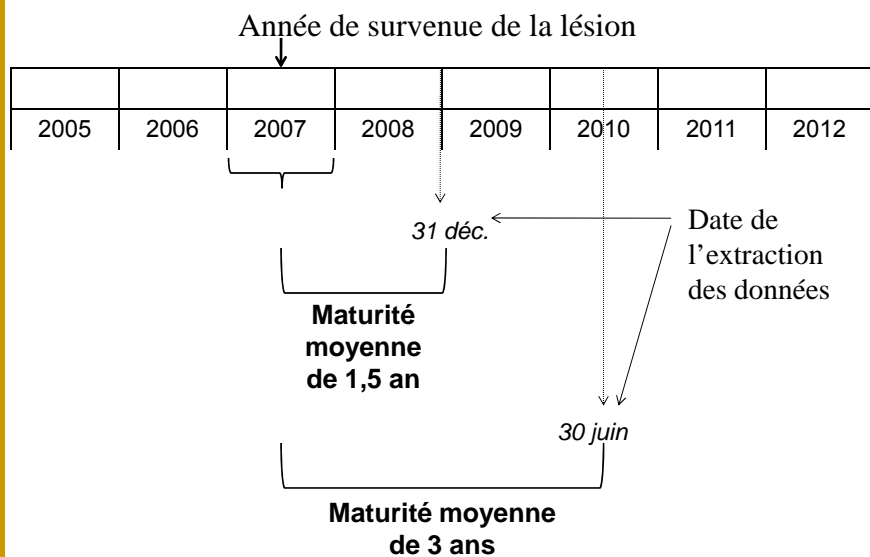 Année de survenue de la lésion
2005 2006 2007 2008 2009 2010 2011 2012
31 déc.
Date de
l'extraction
des données
Maturité
moyenne
de 1,5 an
30 juin
Maturité moyenne
de 3 ans